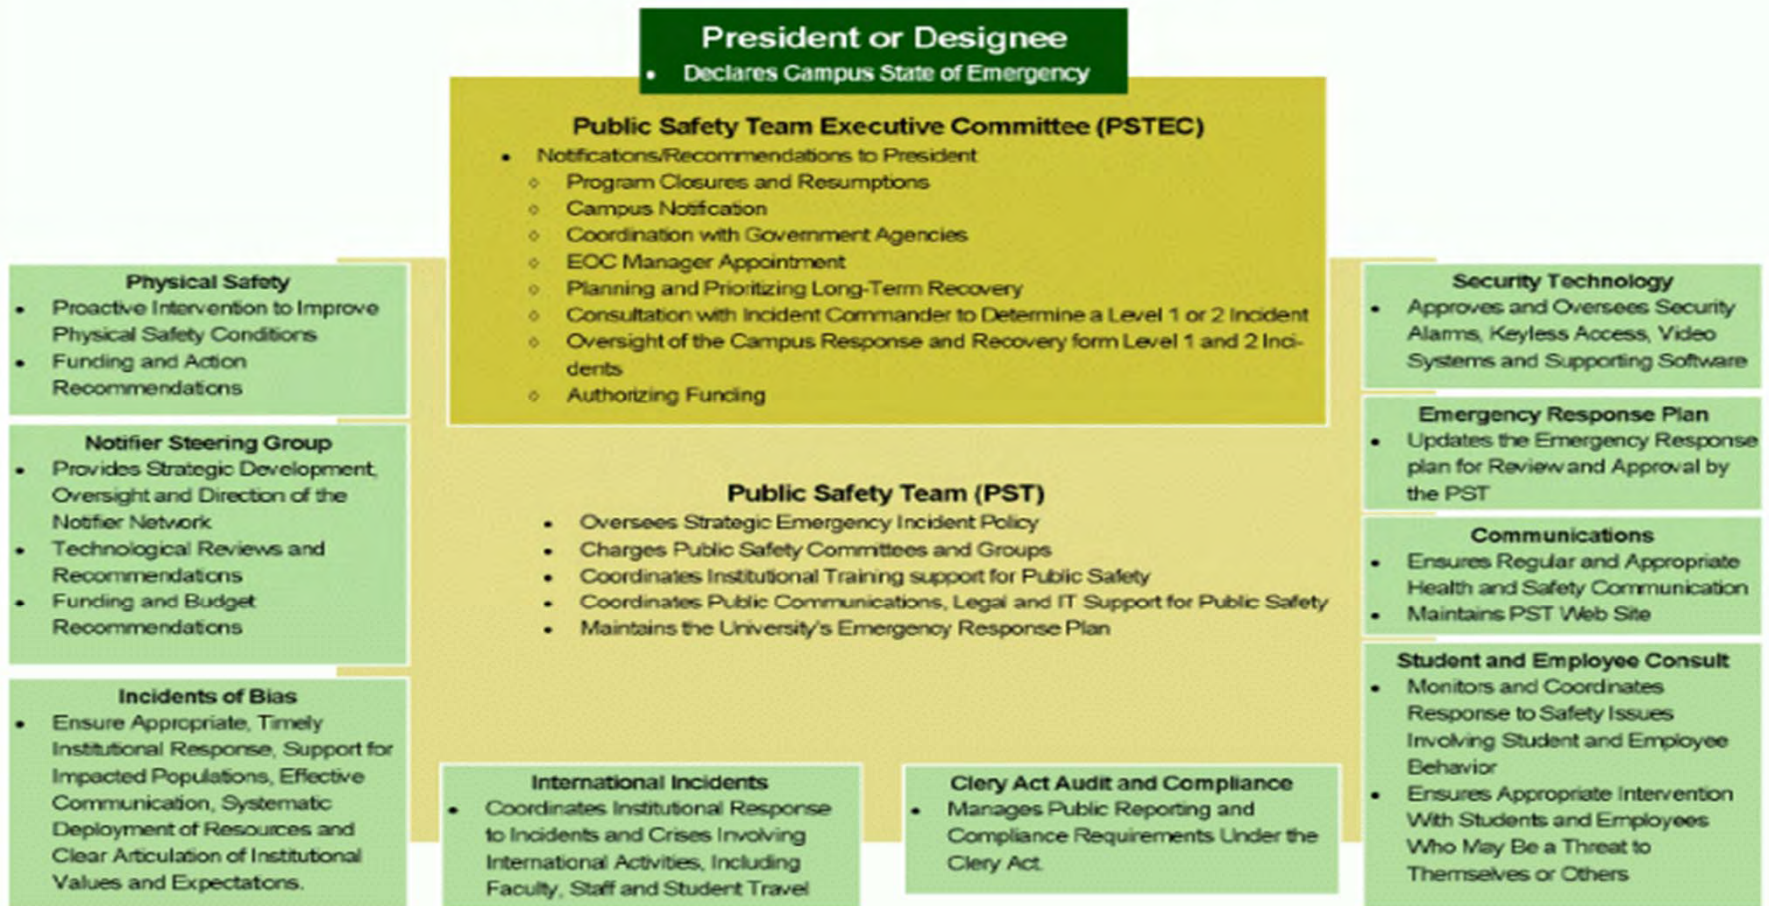 President or Designee
• Declares Campus State of Emergency
Public Safety Team Executive Committee (PSTEC)
• Notifications/Recommendations to President
◦ Program Closures and Resumptions
◦ Campus Notification
◦ Coordination with Government Agencies
◦ EOC Manager Appointment
◦ Planning and Prioritizing Long-Term Recovery
◦ Consultation with Incident Commander to Determine a Level 1 or 2 Incident
◦ Oversight of the Campus Response and Recovery form Level 1 and 2 Inci-
dents
◦ Authorizing Funding
Physical Safety
• Proactive Intervention to Improve
Physical Safety Conditions
• Funding and Action
Recommendations
Notifier Steering Group
• Provides Strategic Development,
Oversight and Direction of the
Notifier Network
• Technological Reviews and
Recommendations
• Funding and Budget
Recommendations
Incidents of Bias
• Ensure Appropriate, Timely
Institutional Response, Support for
Impacted Populations, Effective
Communication, Systematic
Deployment of Resources and
Clear Articulation of Institutional
Values and Expectations.
Public Safety Team (PST)
• Oversees Strategic Emergency Incident Policy
• Charges Public Safety Committees and Groups
• Coordinates Institutional Training support for Public Safety
• Coordinates Public Communications, Legal and IT Support for Public Safety
• Maintains the University's Emergency Response Plan
International Incidents
• Coordinates Institutional Response
to Incidents and Crises Involving
International Activities, Including
Faculty, Staff and Student Travel
Clery Act Audit and Compliance
• Manages Public Reporting and
Compliance Requirements Under the
Clery Act.
Security Technology
• Approves and Oversees Security
Alarms, Keyless Access, Video
Systems and Supporting Software
Emergency Response Plan
• Updates the Emergency Response
plan for Review and Approval by
the PST
Communications
• Ensures Regular and Appropriate
Health and Safety Communication
• Maintains PST Web Site
Student and Employee Consult
• Monitors and Coordinates
Response to Safety Issues
Involving Student and Employee
Behavior
• Ensures Appropriate Intervention
With Students and Employees
Who May Be a Threat to
Themselves or Others